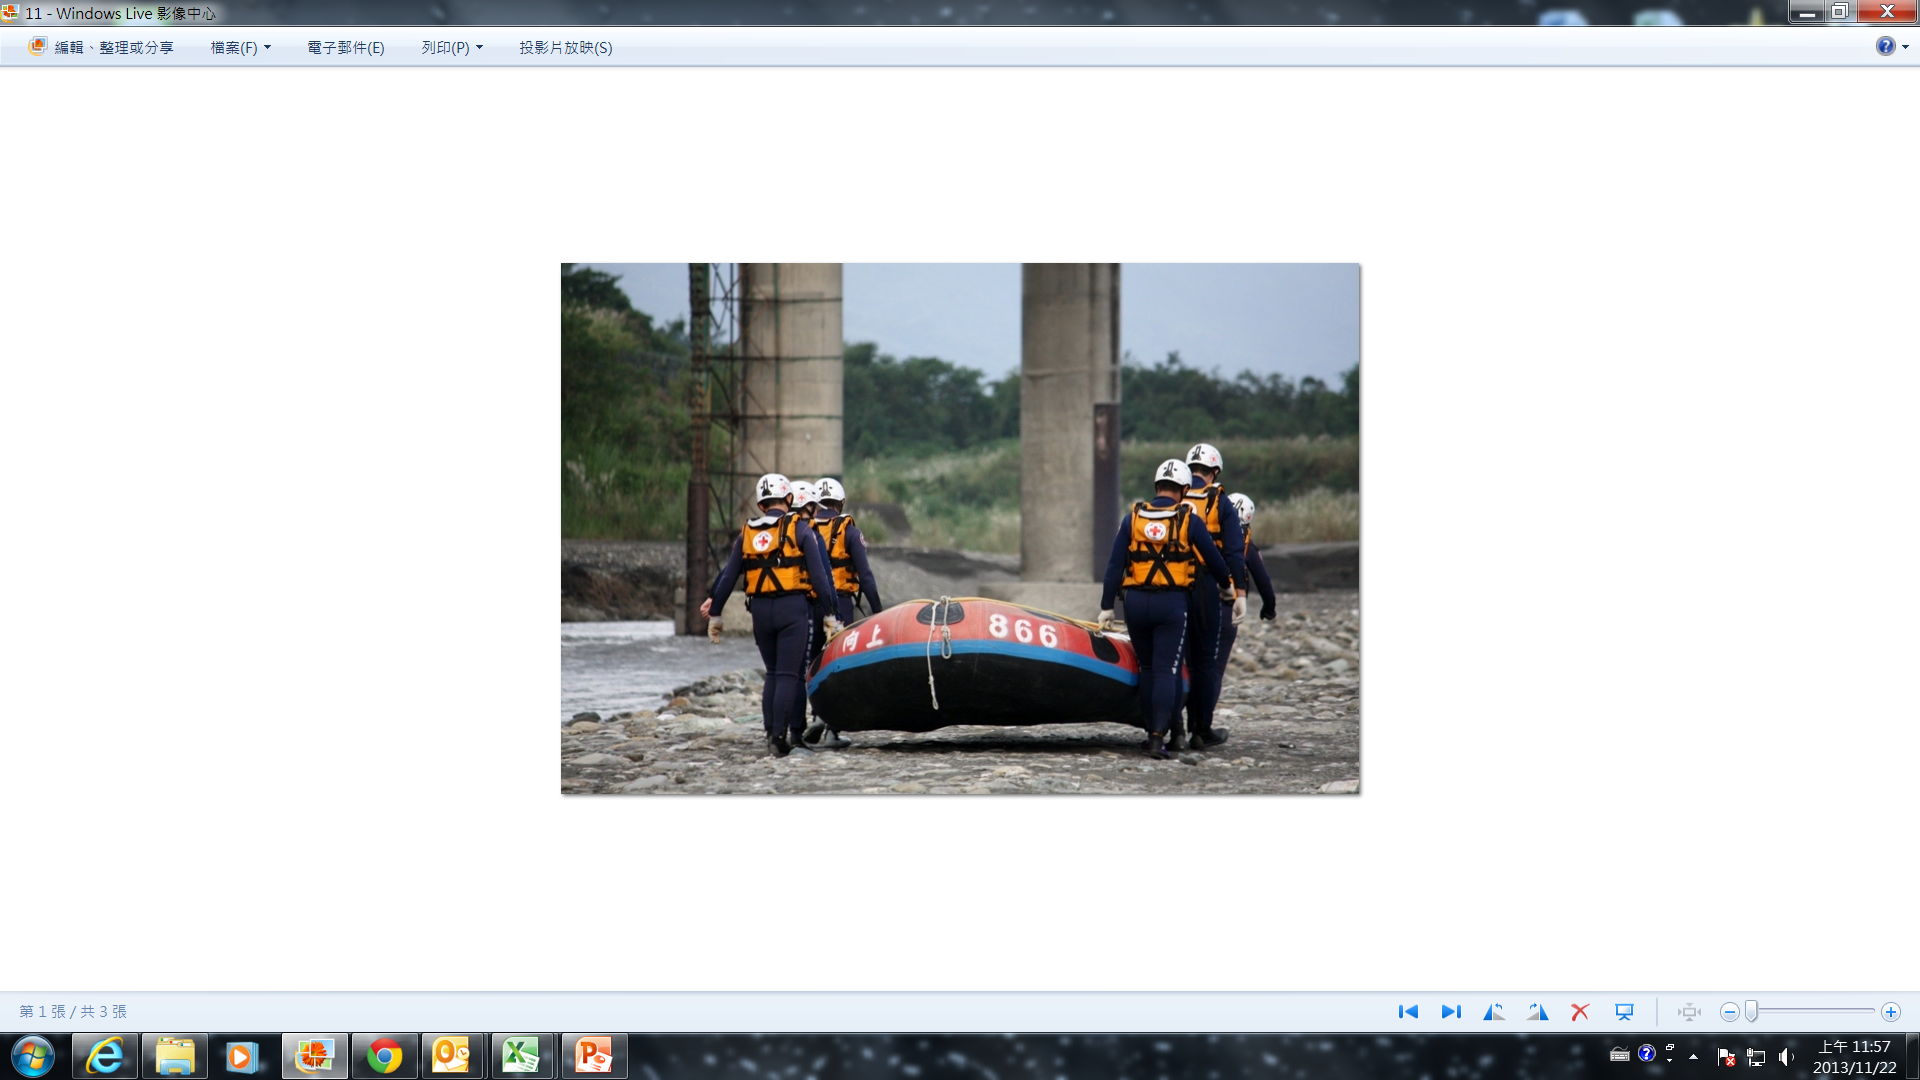 11 - Windows Live 影像中心
編輯、整理或分享 檔案(F) 電子郵件(E) 列印(P) 投影片放映(S)
向上 866
第 1 張 / 共 3 張
上午 11:57
2013/11/22